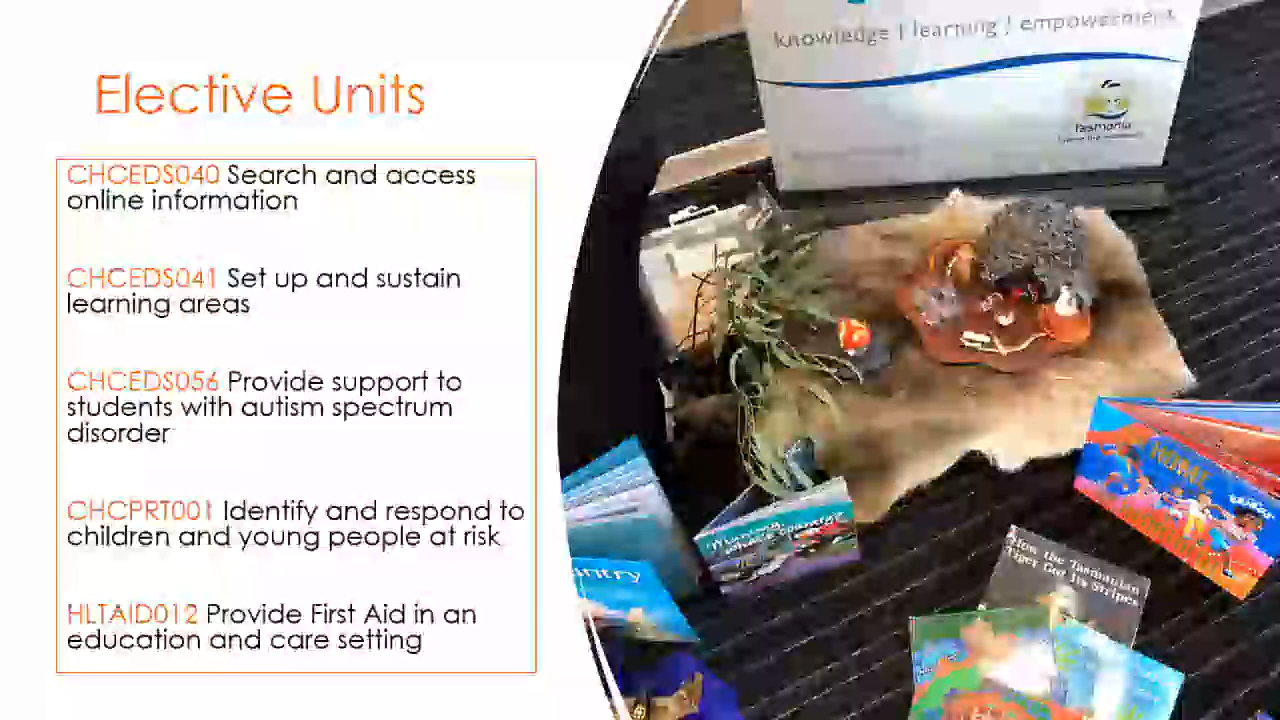 Elective Units
CHCEDS040 Search and access
online information
CHCEDS041 Set up and sustain
learning areas
CHCEDS056 Provide support to
students with autism spectrum
disorder
CHCPRT001 Identify and respond to
children and young people at risk
HLTAID012 Provide First Aid in an
education and care setting
knowledge | learning | empowerment
Tasmania
HOME
How the Tasmanian
Tiger Got Its Stripes